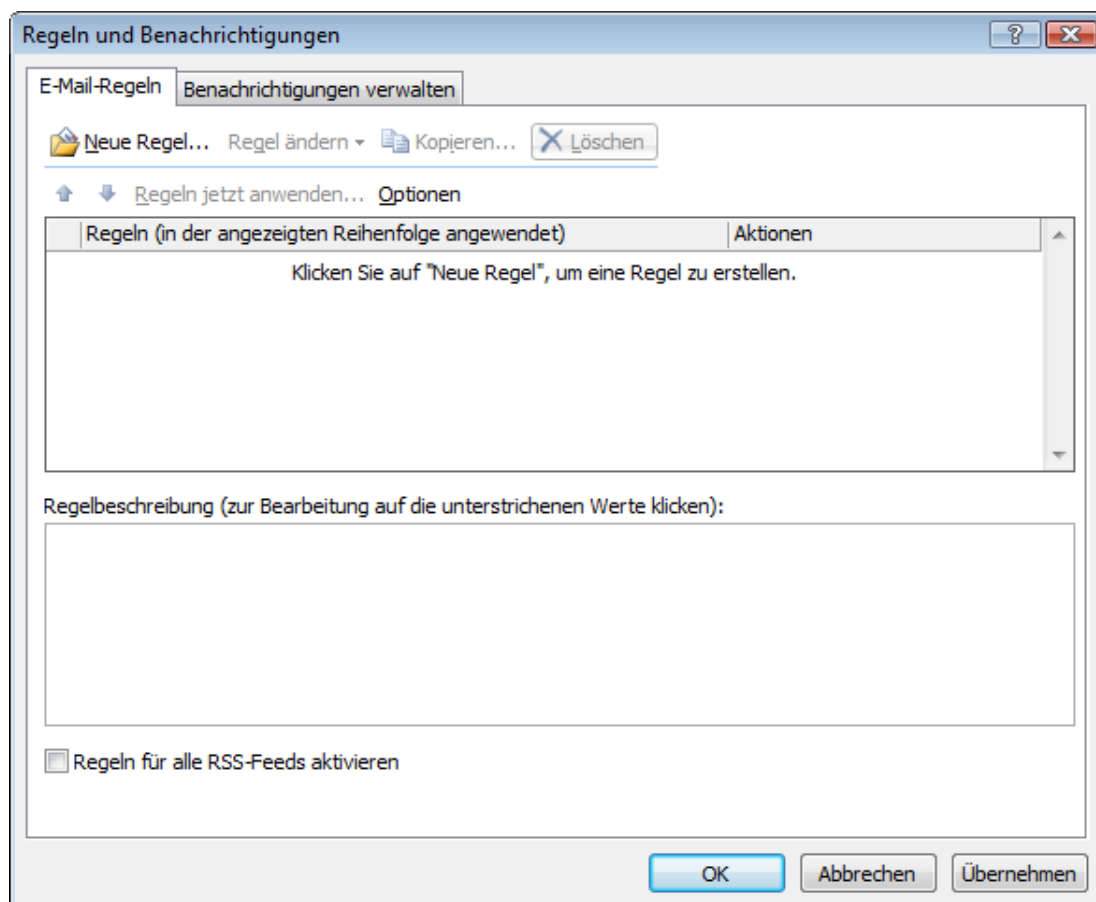 Regeln und Benachrichtigungen
E-Mail-Regeln Benachrichtigungen verwalten
Neue Regel... Regel ändern Kopieren... Löschen
Regeln jetzt anwenden... Optionen
Regeln (in der angezeigten Reihenfolge angewendet) Aktionen
Klicken Sie auf "Neue Regel", um eine Regel zu erstellen.
Regelbeschreibung (zur Bearbeitung auf die unterstrichenen Werte klicken):
Regeln für alle RSS-Feeds aktivieren
OK Abbrechen Übernehmen